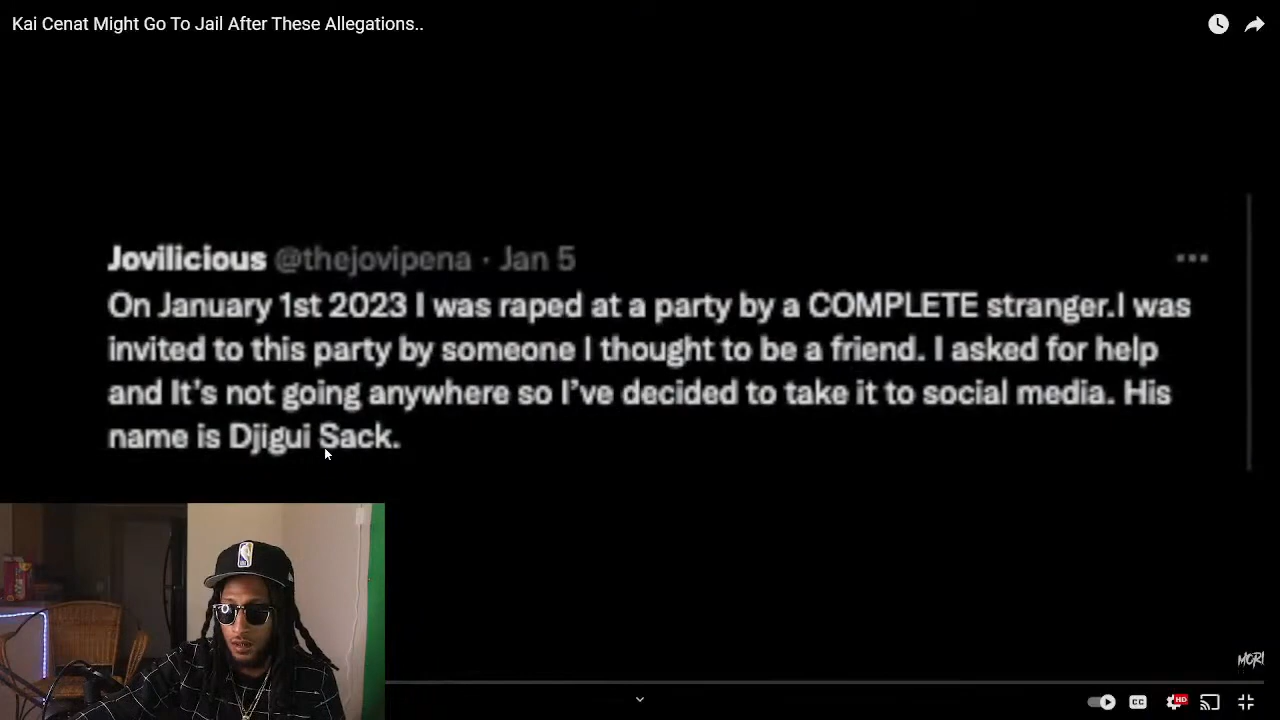 Kai Cenat Might Go To Jail After These Allegations..
Jovilicious @thejovipena · Jan 5
On January 1st 2023 I was raped at a party by a COMPLETE stranger.I was
invited to this party by someone I thought to be a friend. I asked for help
and It's not going anywhere so I've decided to take it to social media. His
name is Djigui Sack.
MORI
CC
HD